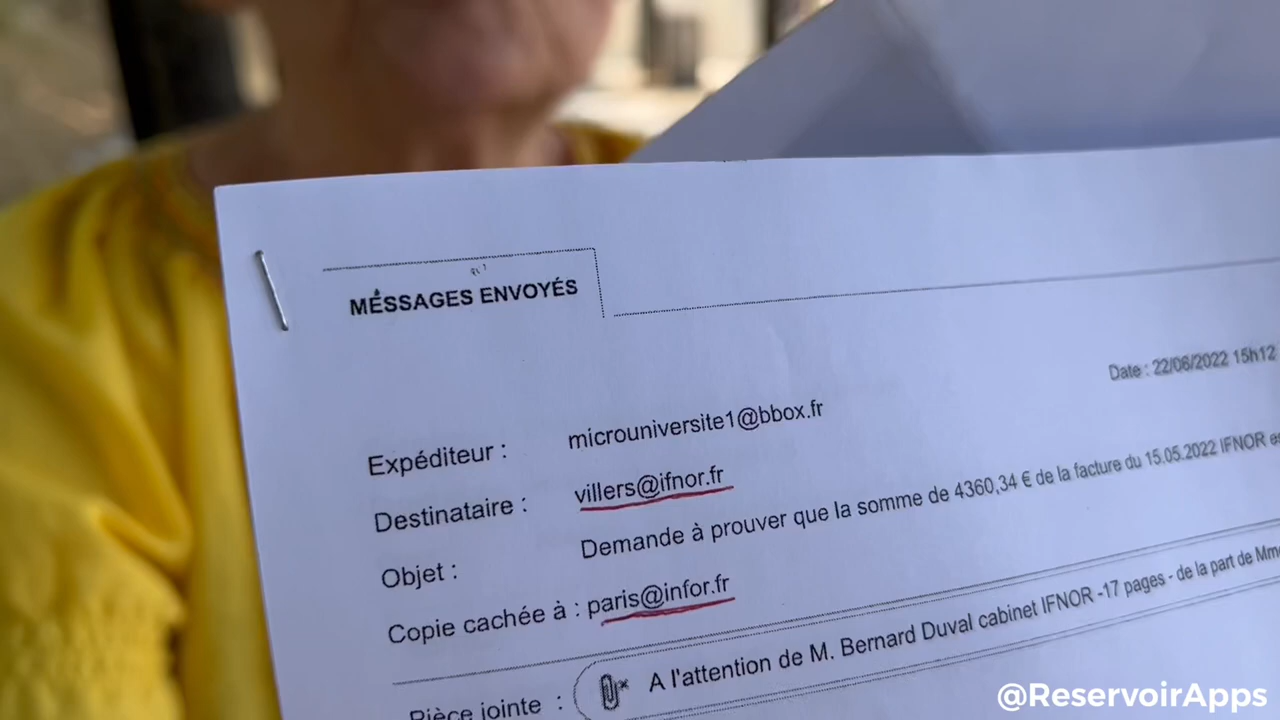 MESSAGES ENVOYÉS
Date : 22/06/2022 15h12
Expéditeur : microuniversite1@bbox.fr
Destinataire : villers@ifnor.fr
Objet : Demande à prouver que la somme de 4360,34 € de la facture du 15.05.2022 IFNOR es
Copie cachée à : paris@infor.fr
Pièce jointe : A l'attention de M. Bernard Duval cabinet IFNOR -17 pages - de la part de Mme
@ReservoirApps